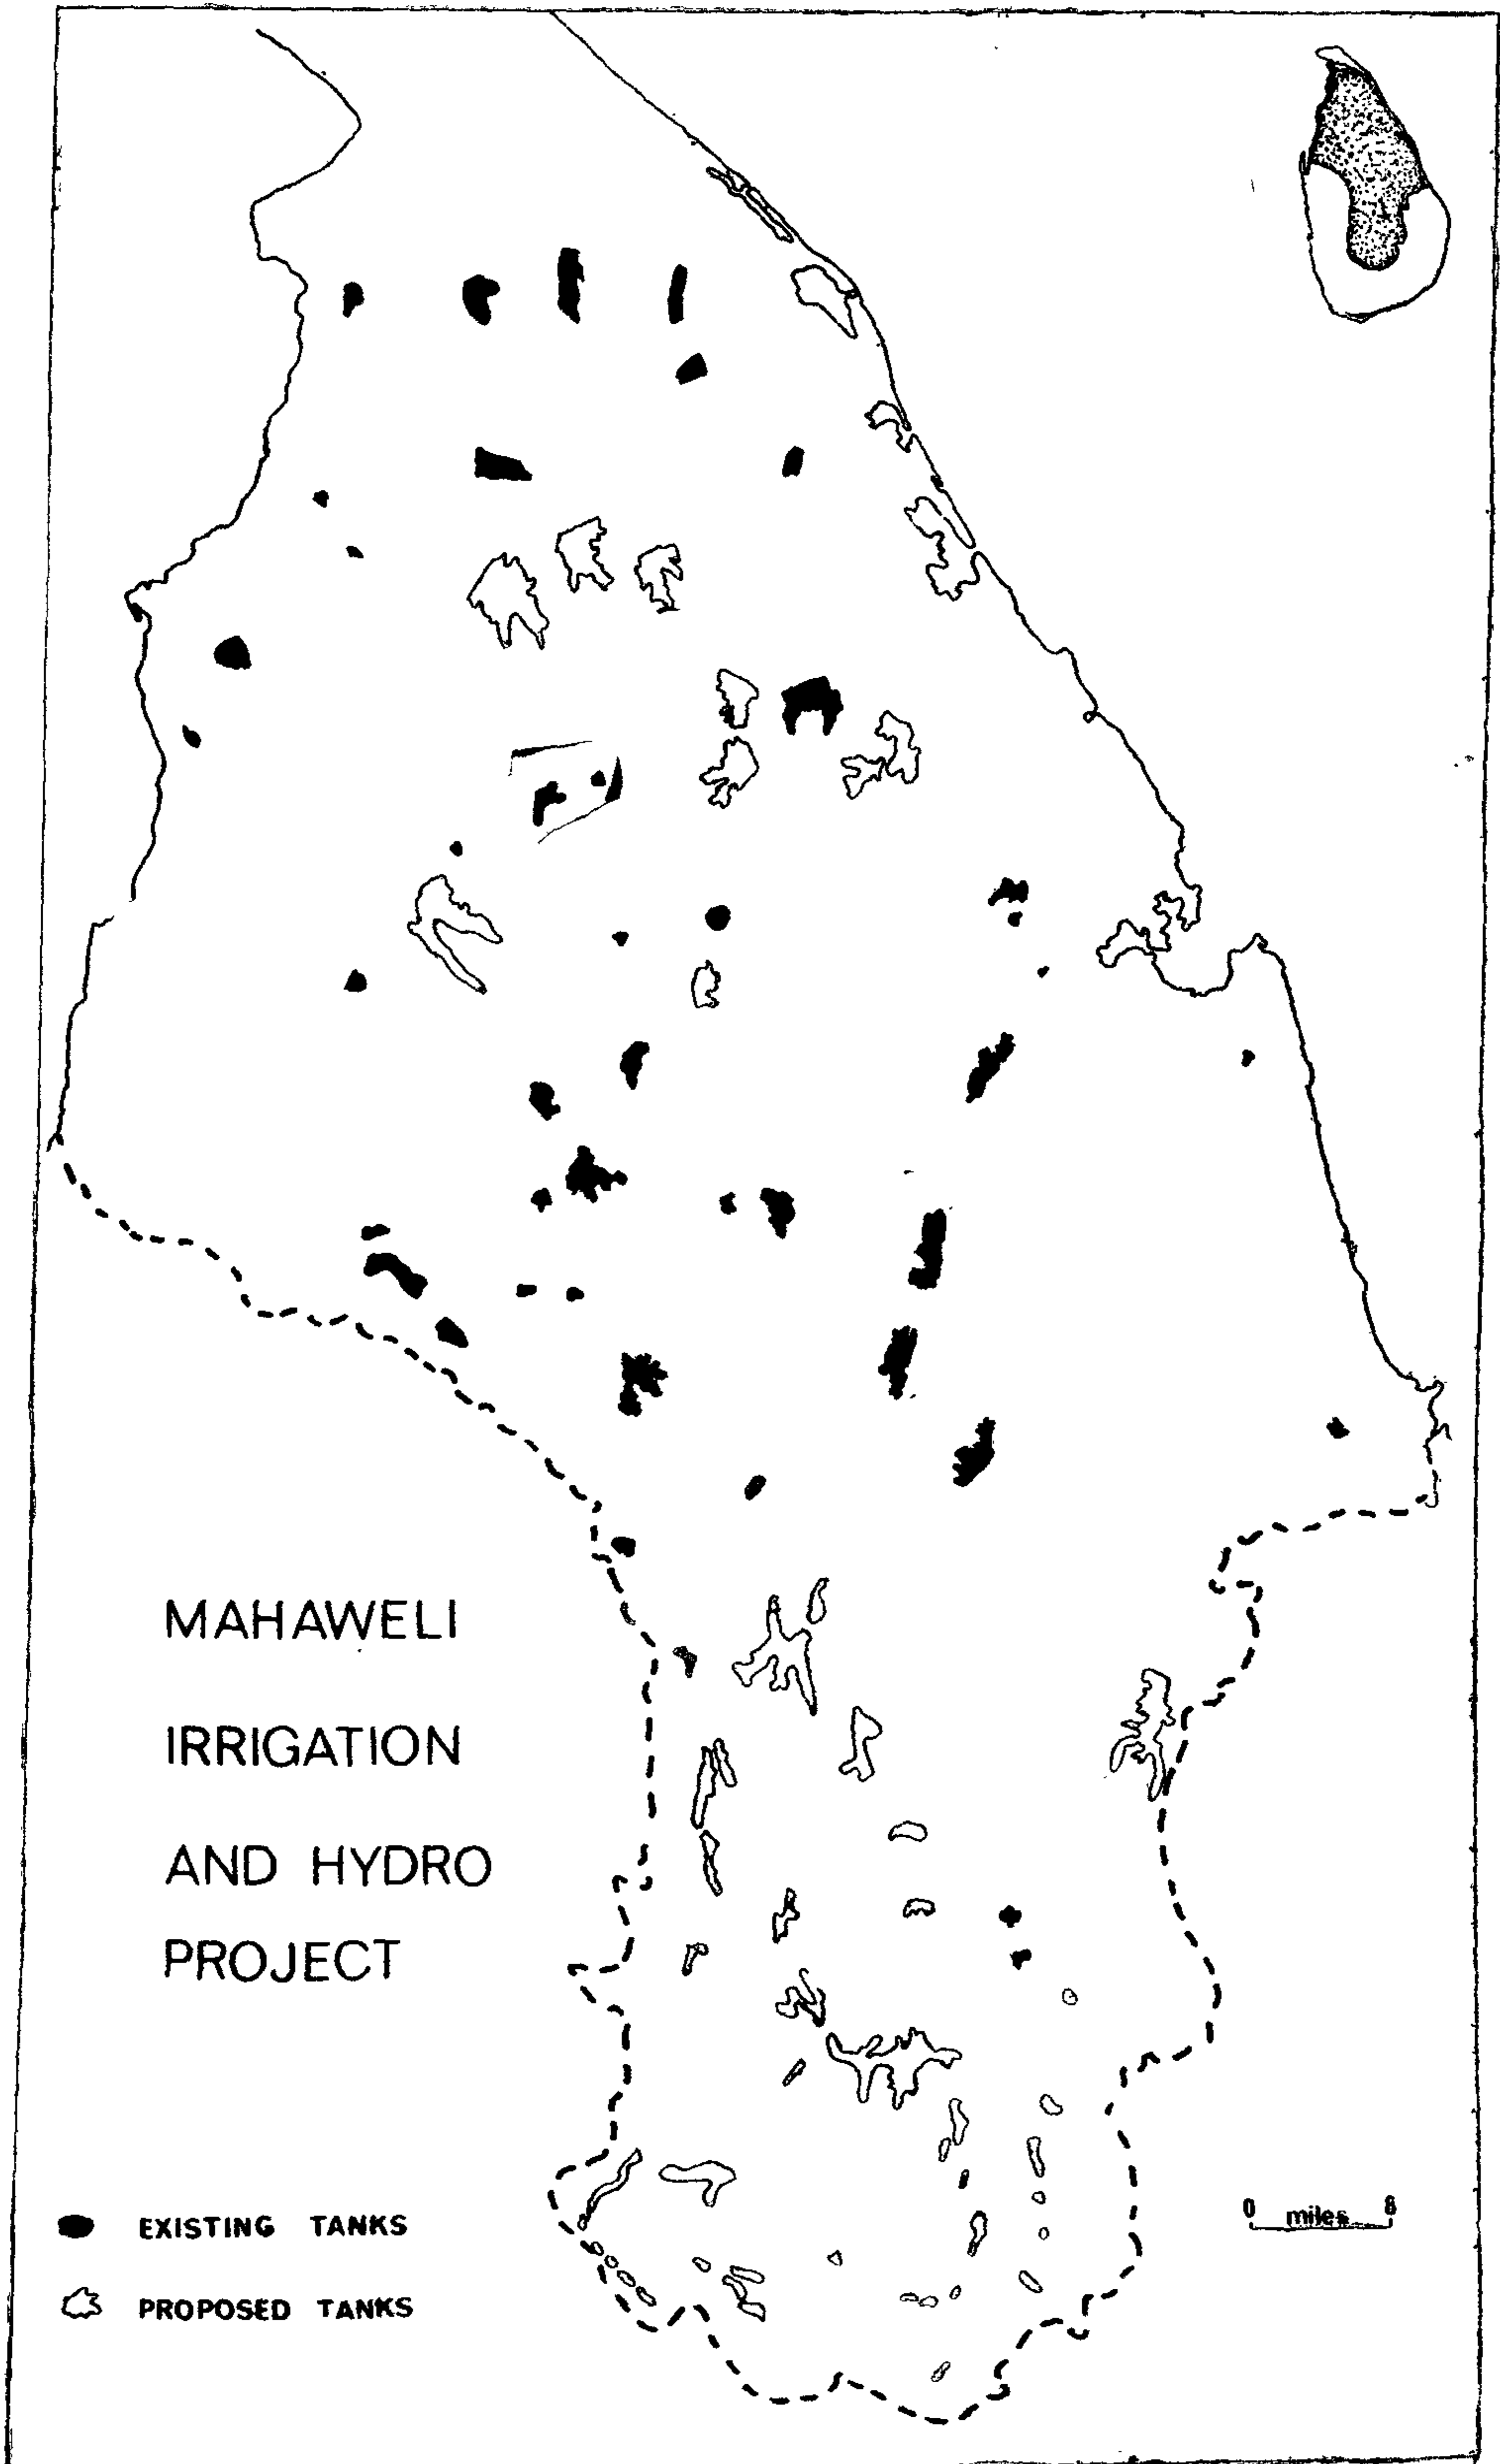 MAHAWELI
IRRIGATION
AND HYDRO
PROJECT
EXISTING TANKS
PROPOSED TANKS
0 miles 8